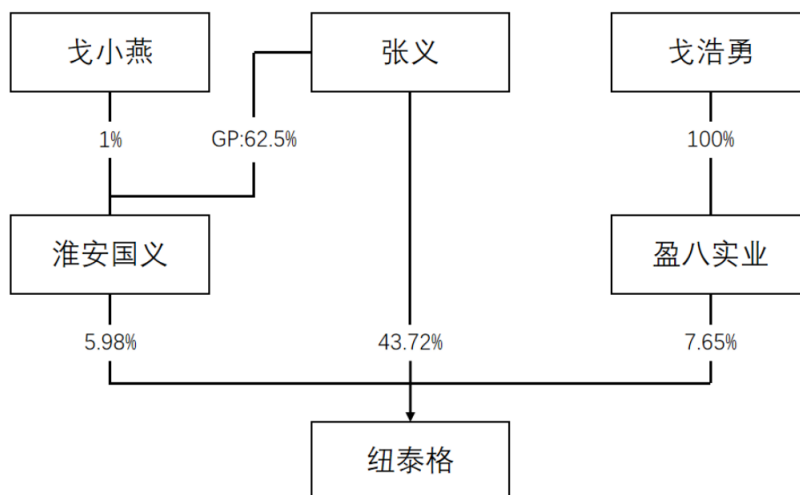 戈小燕
张义
戈浩勇
1%
GP:62.5%
100%
淮安国义
盈八实业
5.98%
43.72%
7.65%
纽泰格